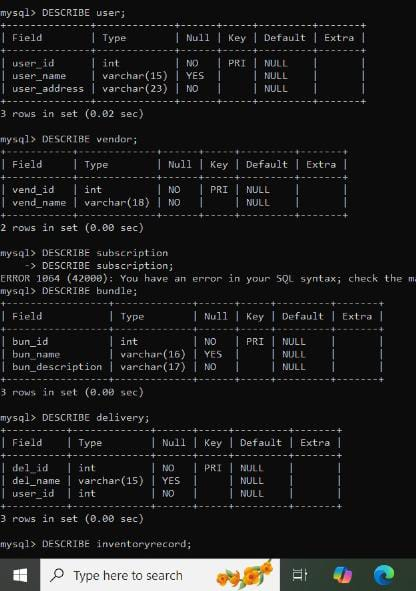 mysql> DESCRIBE user;
+--------------+-------------+------+-----+---------+-------+
| Field | Type | Null | Key | Default | Extra |
+--------------+-------------+------+-----+---------+-------+
| user_id | int | NO | PRI | NULL | |
| user_name | varchar(15) | YES | | NULL | |
| user_address | varchar(23) | NO | | NULL | |
+--------------+-------------+------+-----+---------+-------+
3 rows in set (0.02 sec)
mysql> DESCRIBE vendor;
+-----------+-------------+------+-----+---------+-------+
| Field | Type | Null | Key | Default | Extra |
+-----------+-------------+------+-----+---------+-------+
| vend_id | int | NO | PRI | NULL | |
| vend_name | varchar(18) | NO | | NULL | |
+-----------+-------------+------+-----+---------+-------+
2 rows in set (0.00 sec)
mysql> DESCRIBE subscription
-> DESCRIBE subscription;
ERROR 1064 (42000): You have an error in your SQL syntax; check the ma
mysql> DESCRIBE bundle;
+-----------------+-------------+------+-----+---------+-------+
| Field | Type | Null | Key | Default | Extra |
+-----------------+-------------+------+-----+---------+-------+
| bun_id | int | NO | PRI | NULL | |
| bun_name | varchar(16) | YES | | NULL | |
| bun_description | varchar(17) | NO | | NULL | |
+-----------------+-------------+------+-----+---------+-------+
3 rows in set (0.00 sec)
mysql> DESCRIBE delivery;
+----------+-------------+------+-----+---------+-------+
| Field | Type | Null | Key | Default | Extra |
+----------+-------------+------+-----+---------+-------+
| del_id | int | NO | PRI | NULL | |
| del_name | varchar(15) | YES | | NULL | |
| user_id | int | NO | | NULL | |
+----------+-------------+------+-----+---------+-------+
3 rows in set (0.00 sec)
mysql> DESCRIBE inventoryrecord;
Type here to search